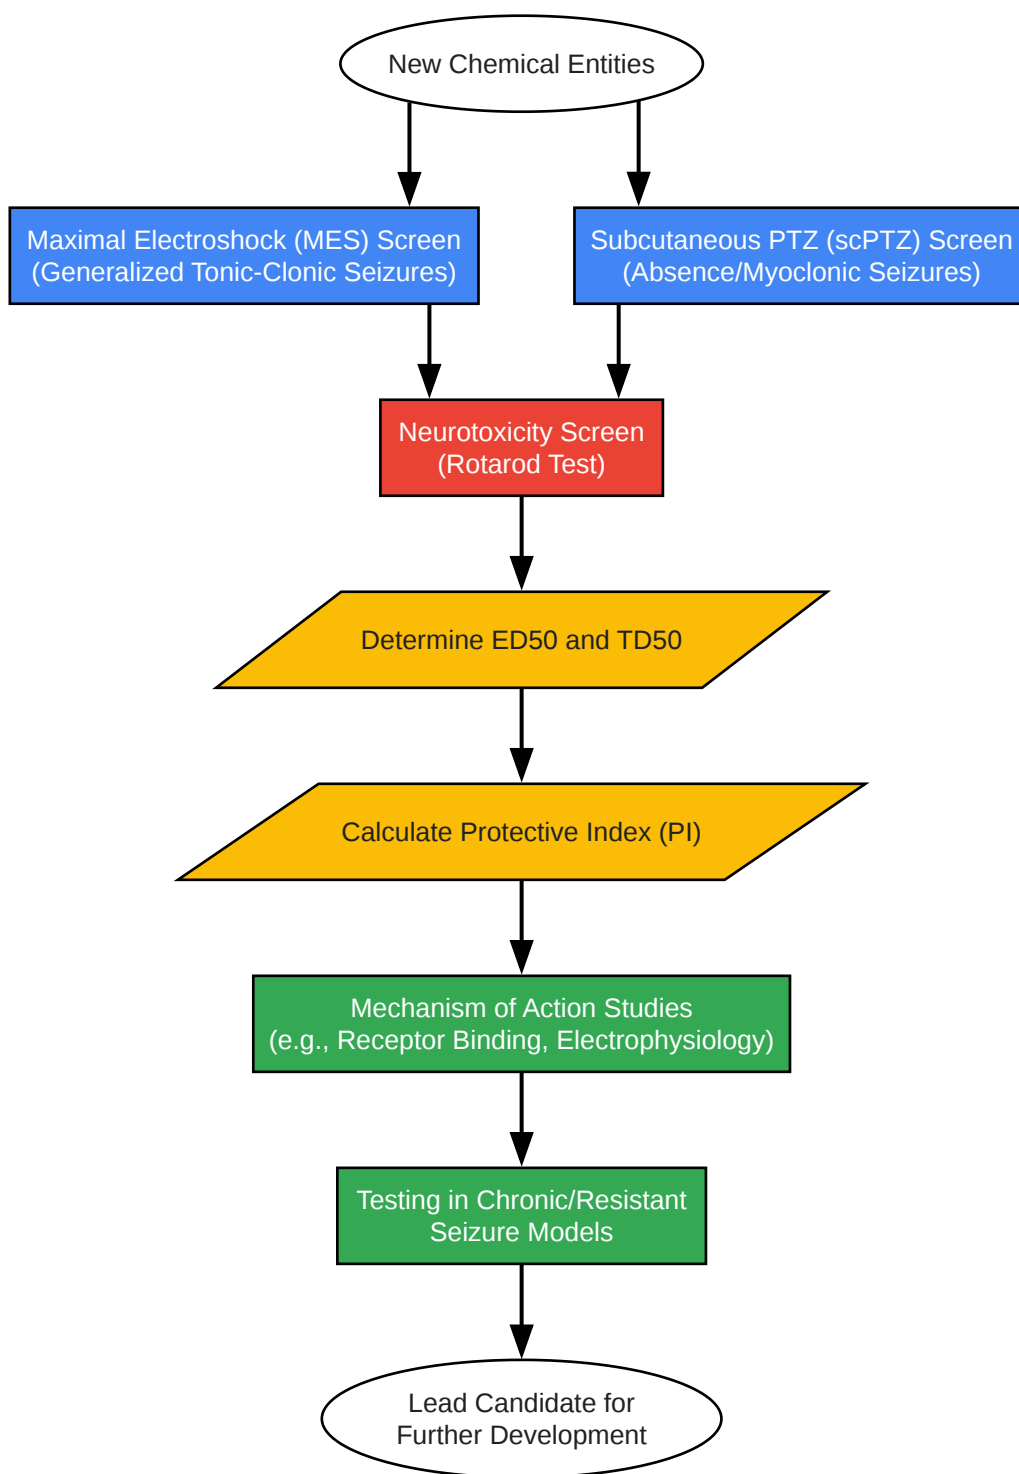 New Chemical Entities
Maximal Electroshock (MES) Screen
(Generalized Tonic-Clonic Seizures)
Subcutaneous PTZ (scPTZ) Screen
(Absence/Myoclonic Seizures)
Neurotoxicity Screen
(Rotarod Test)
Determine ED50 and TD50
Calculate Protective Index (PI)
Mechanism of Action Studies
(e.g., Receptor Binding, Electrophysiology)
Testing in Chronic/Resistant
Seizure Models
Lead Candidate for
Further Development